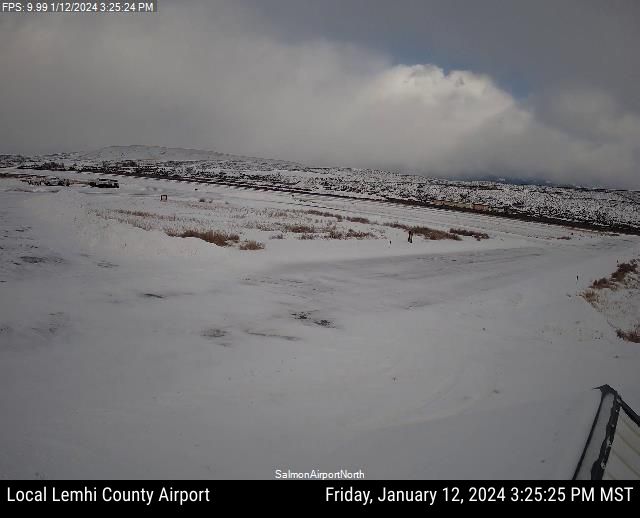 FPS: 9.99 1/12/2024 3:25:24 PM
SalmonAirportNorth
Local Lemhi County Airport Friday, January 12, 2024 3:25:25 PM MST